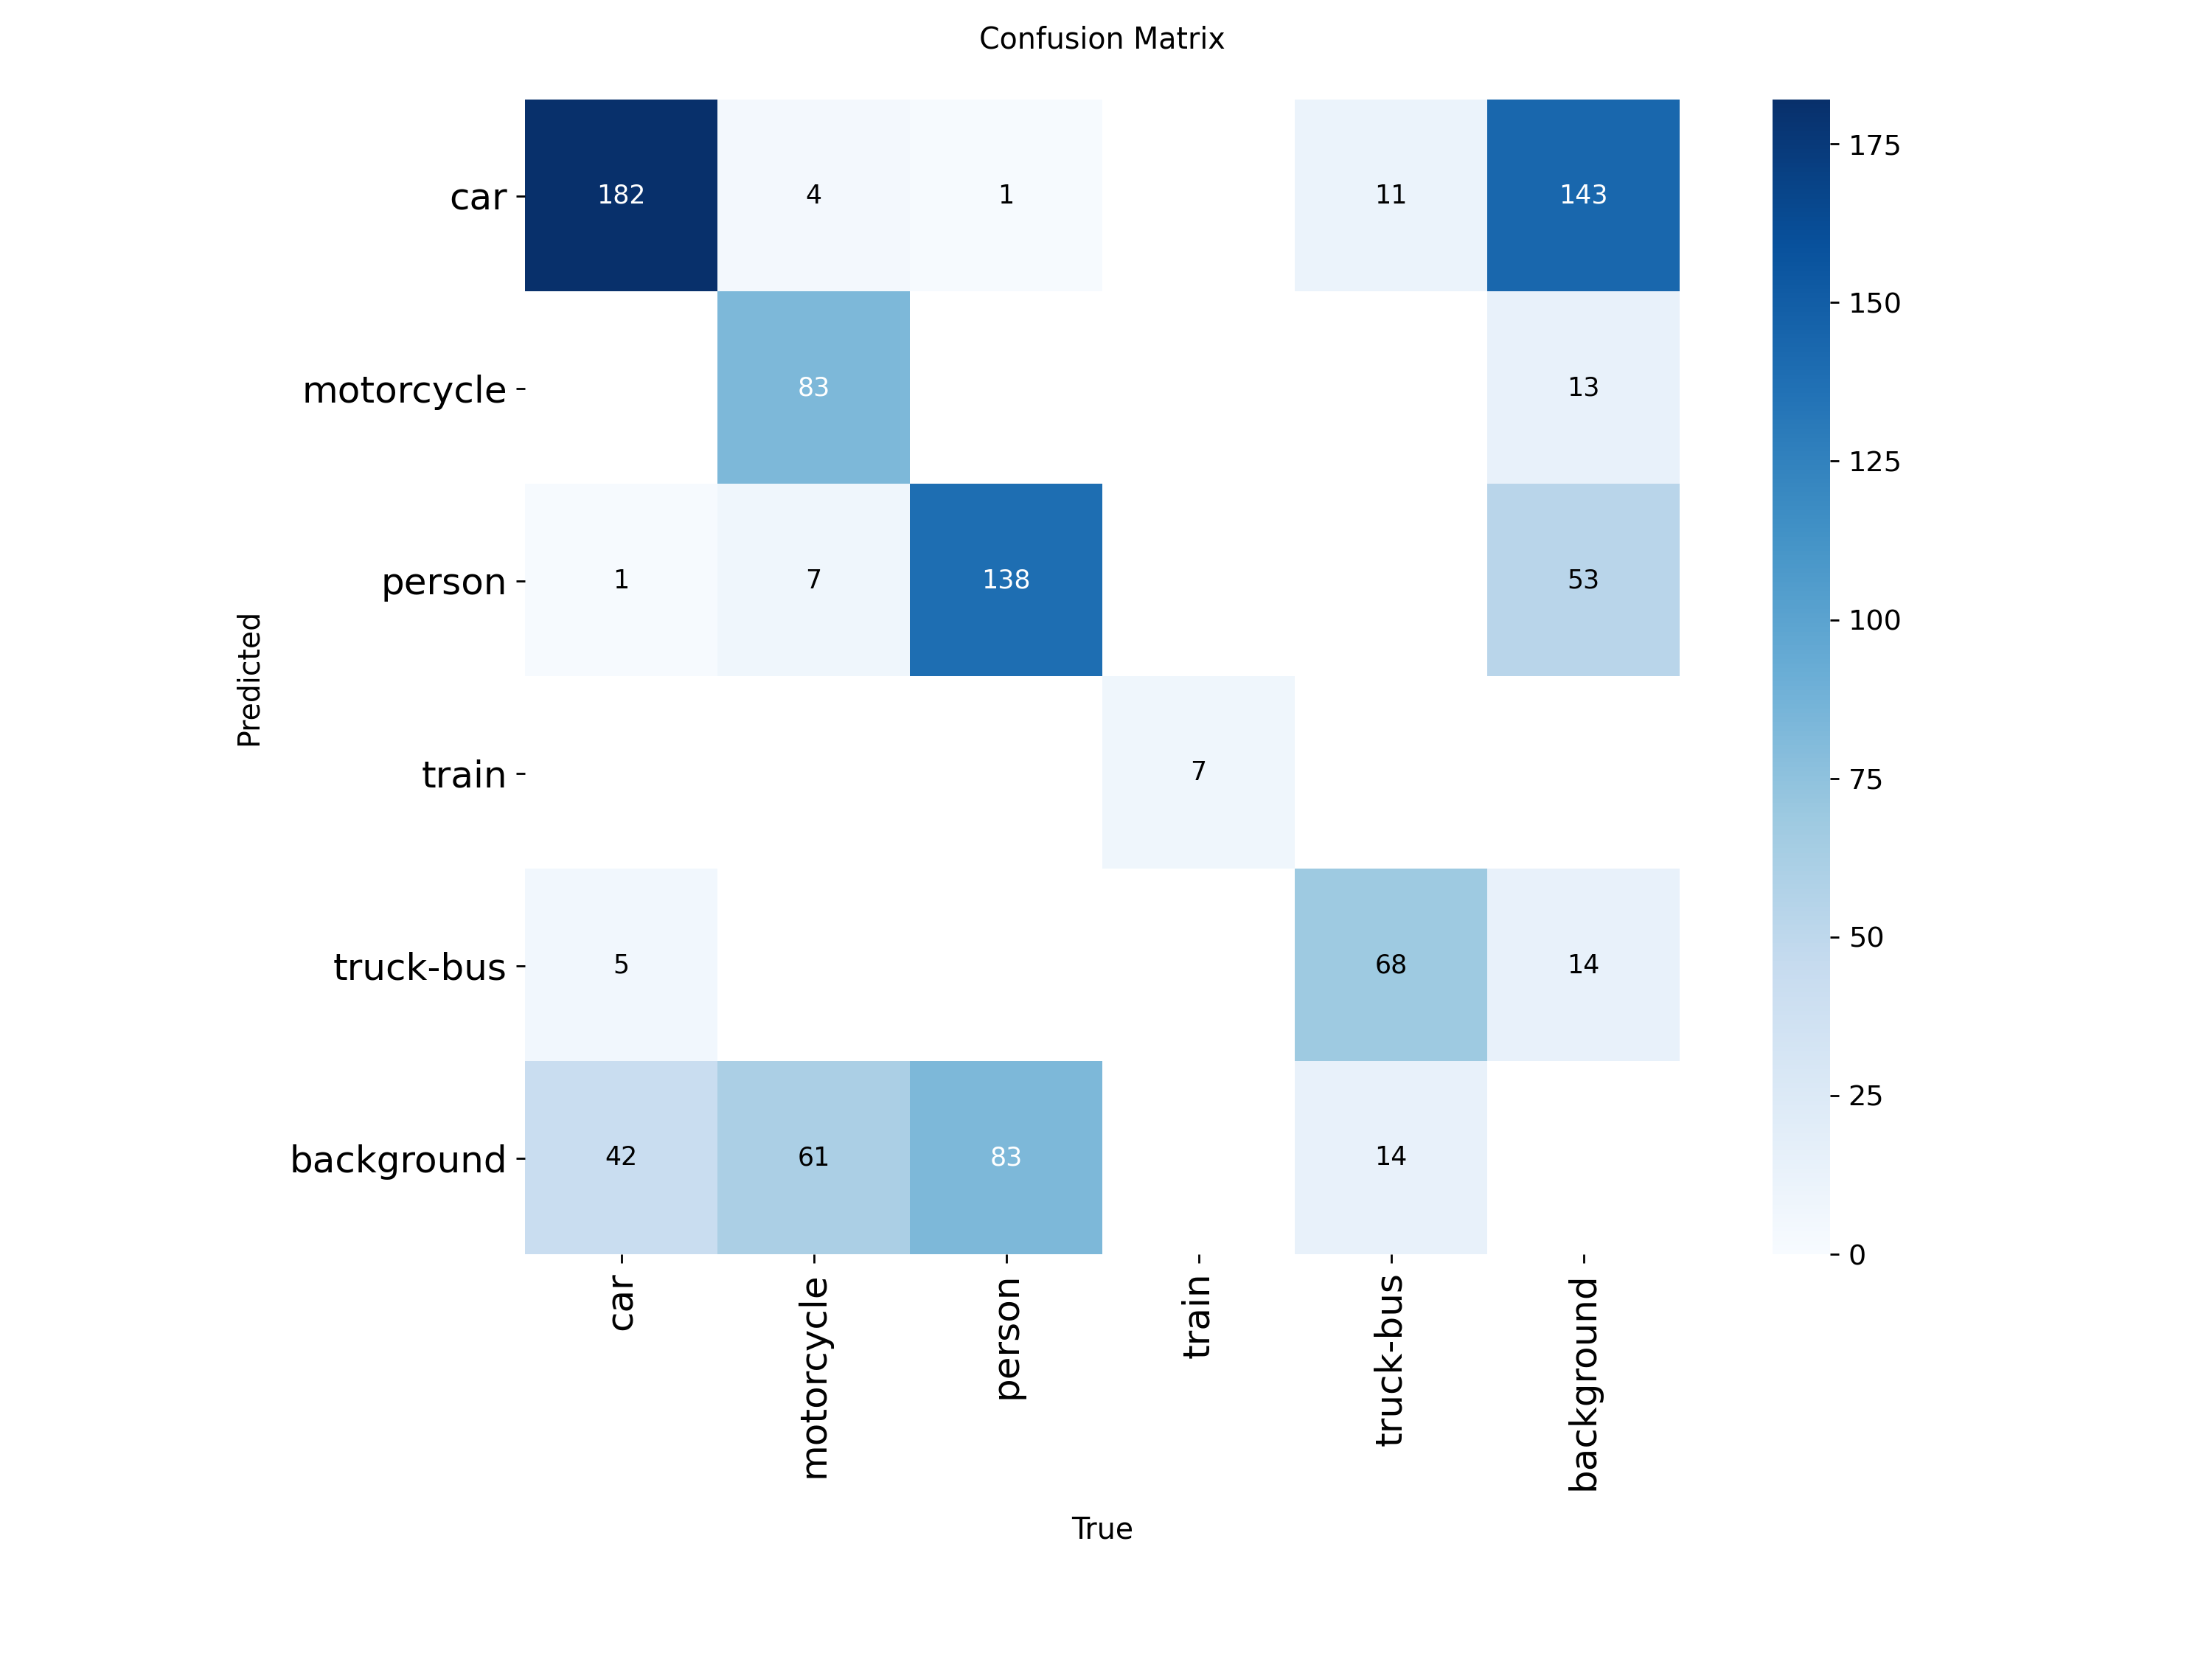 Confusion Matrix
car
182
4
1
11
143
motorcycle
83
13
person
1
7
138
53
train
7
truck-bus
5
68
14
background
42
61
83
14
car
motorcycle
person
train
truck-bus
background
Predicted
True
175
150
125
100
75
50
25
0